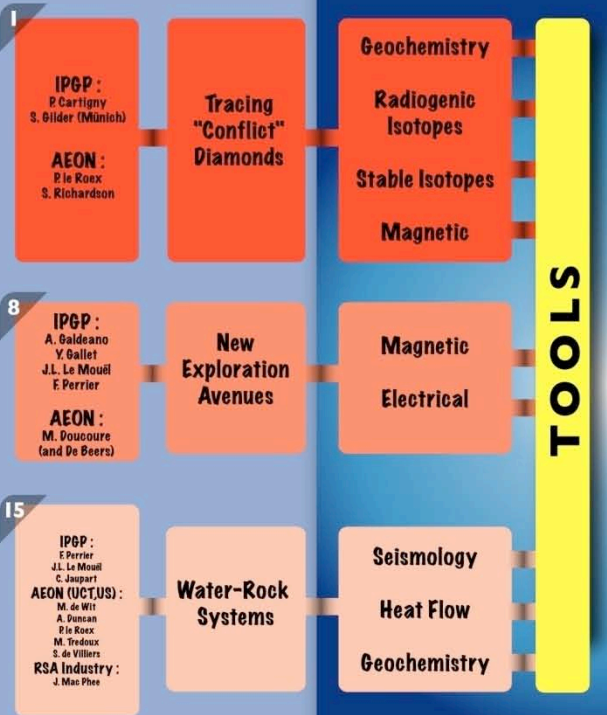 1
IPGP :
P. Cartigny
S. Gilder (Münich)
AEON :
P. le Roex
S. Richardson
Tracing
"Conflict"
Diamonds
Geochemistry
Radiogenic
Isotopes
Stable Isotopes
Magnetic
8
IPGP :
A. Galdeano
Y. Gallet
J.L. Le Mouël
F. Perrier
AEON :
M. Doucoure
(and De Beers)
New
Exploration
Avenues
Magnetic
Electrical
15
IPGP :
F. Perrier
J.L. Le Mouël
C. Jaupart
AEON (UCT,US) :
M. de Wit
A. Duncan
P. le Roex
M. Tredoux
S. de Villiers
RSA Industry :
J. Mac Phee
Water-Rock
Systems
Seismology
Heat Flow
Geochemistry
TOOLS